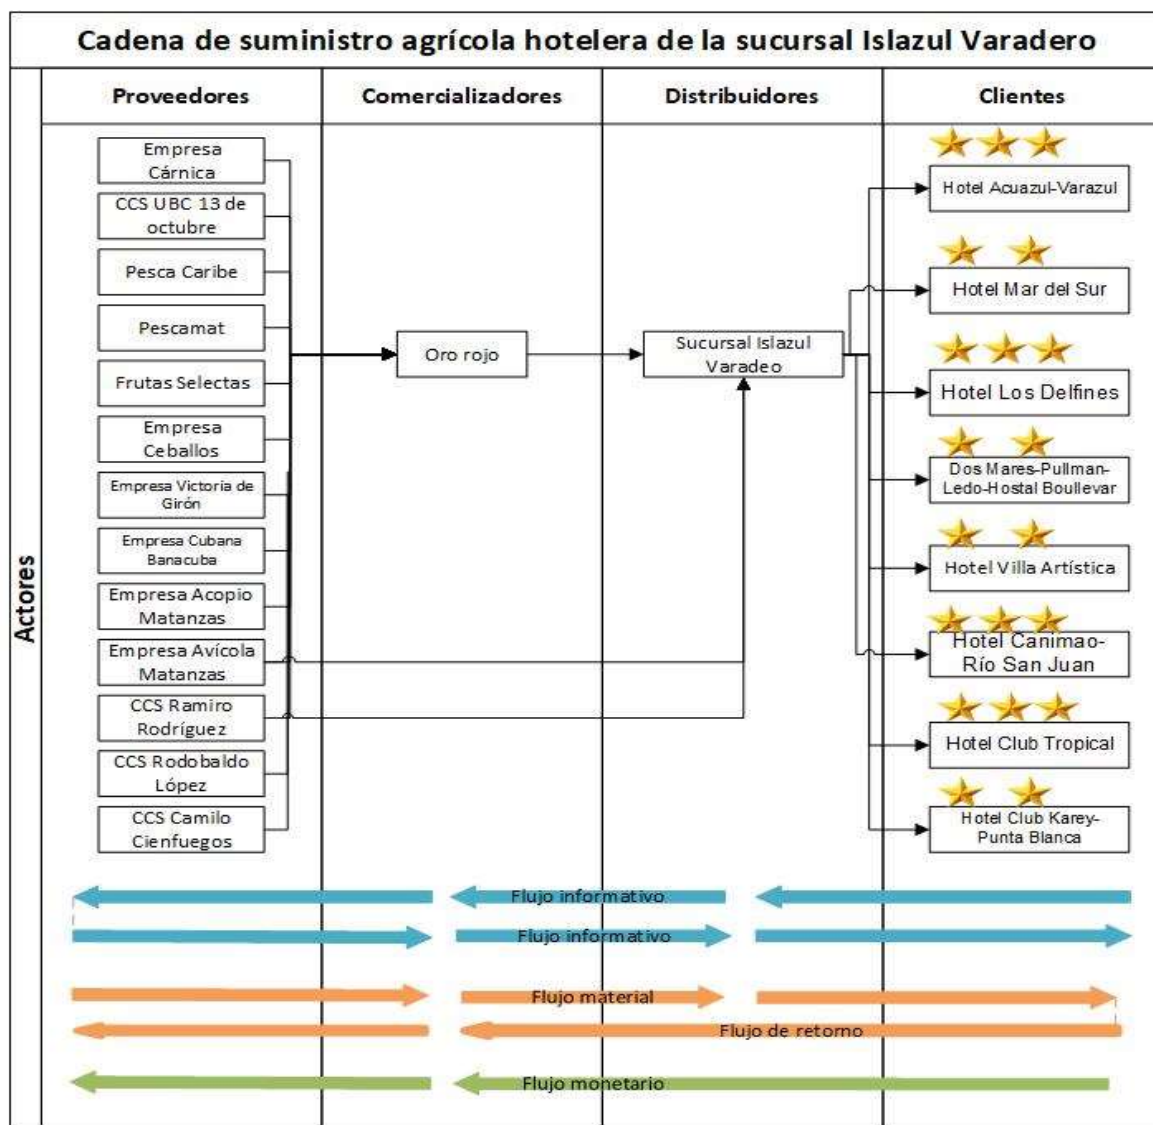 Cadena de suministro agrícola hotelera de la sucursal Islazul Varadero
Actores
Proveedores
Comercializadores
Distribuidores
Clientes
Empresa
Cárnica
CCS UBC 13 de
octubre
Pesca Caribe
Pescamat
Frutas Selectas
Empresa
Ceballos
Empresa Victoria de
Girón
Empresa Cubana
Banacuba
Empresa Acopio
Matanzas
Empresa Avícola
Matanzas
CCS Ramiro
Rodríguez
CCS Rodobaldo
López
CCS Camilo
Cienfuegos
Oro rojo
Sucursal Islazul
Varadeo
Hotel Acuazul-Varazul
Hotel Mar del Sur
Hotel Los Delfines
Dos Mares-Pullman-
Ledo-Hostal Boullevar
Hotel Villa Artística
Hotel Canimao-
Río San Juan
Hotel Club Tropical
Hotel Club Karey-
Punta Blanca
Flujo informativo
Flujo informativo
Flujo material
Flujo de retorno
Flujo monetario